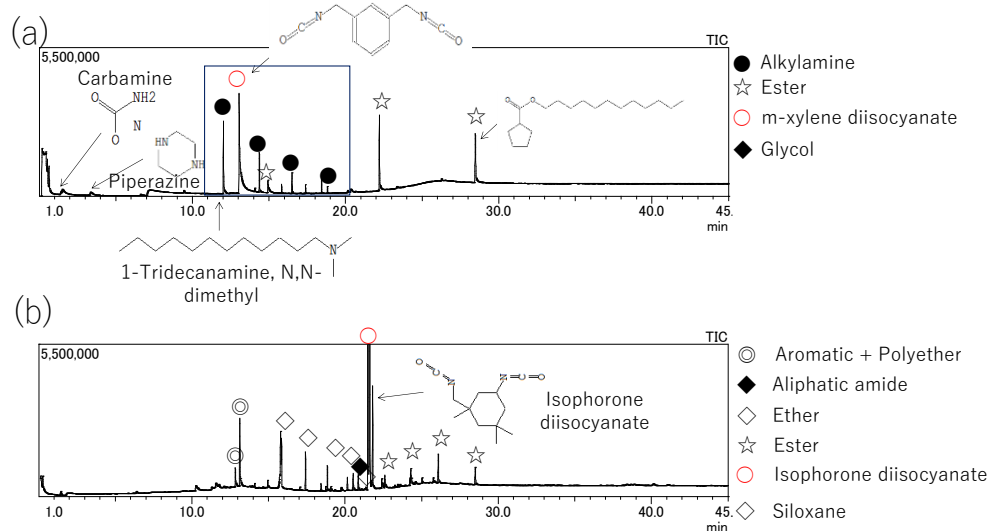 (a)
TIC
5,500,000
Carbamine
O
NH2
O
N
HN
NH
Piperazine
O
C
N
N
C
O
O
O
Alkylamine
Ester
m-xylene diisocyanate
Glycol
1.0 10.0 20.0 30.0 40.0 45.
min
N
1-Tridecanamine, N,N-
dimethyl
(b)
TIC
5,500,000
O
C
N
N
C
O
Isophorone
diisocyanate
Aromatic + Polyether
Aliphatic amide
Ether
Ester
Isophorone diisocyanate
Siloxane
1.0 10.0 20.0 30.0 40.0 45
min